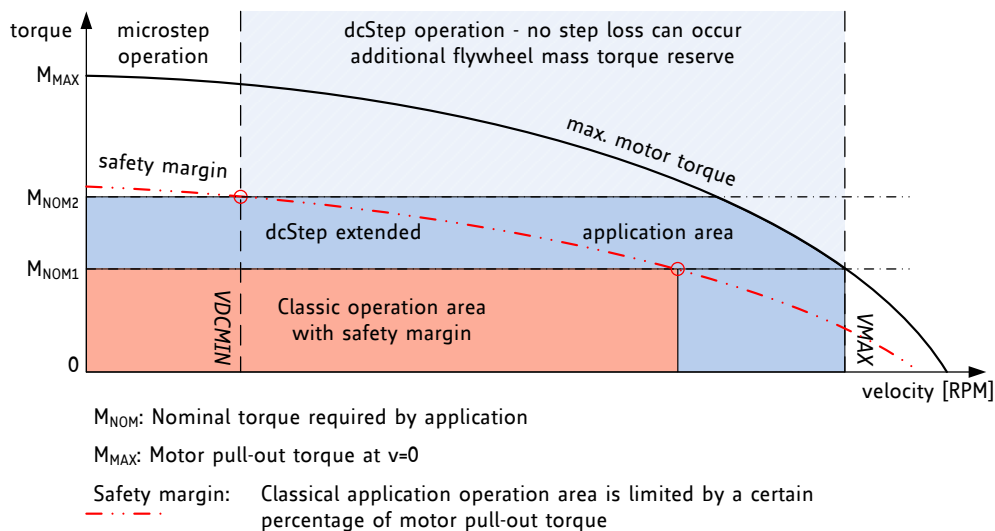 torque
microstep
operation
dcStep operation - no step loss can occur
additional flywheel mass torque reserve
MMAX
max. motor torque
safety margin
MNOM2
dcStep extended
application area
MNOM1
VDCMIN
Classic operation area
with safety margin
VMAX
0
velocity [RPM]
MNOM: Nominal torque required by application
MMAX: Motor pull-out torque at v=0
Safety margin: Classical application operation area is limited by a certain
percentage of motor pull-out torque